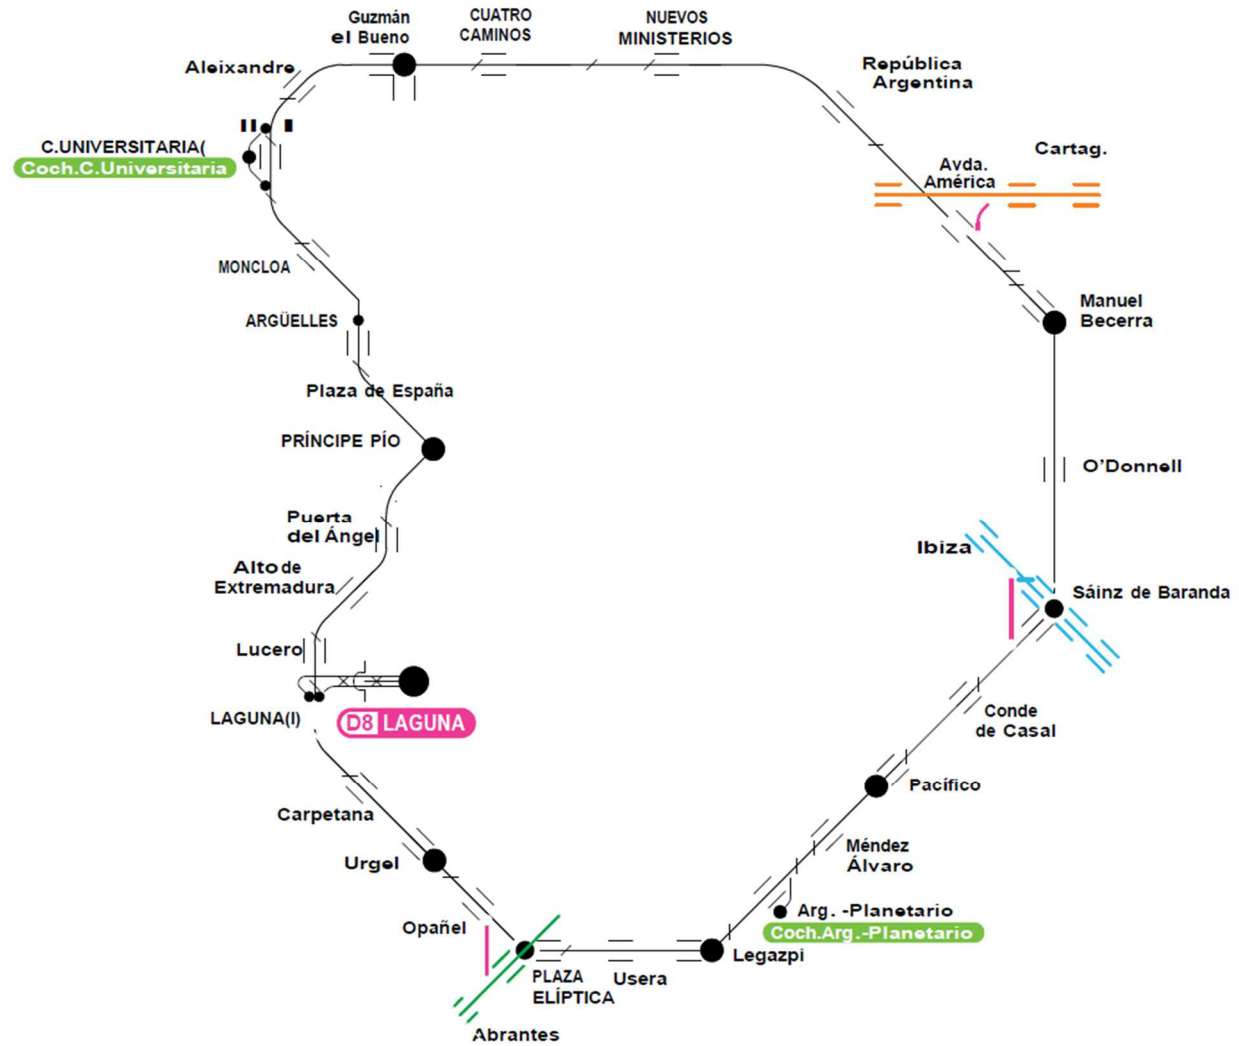 Guzmán
el Bueno
CUATRO
CAMINOS
NUEVOS
MINISTERIOS
Aleixandre
República
Argentina
C.UNIVERSITARIA(
Coch.C.Universitaria
Cartag.
Avda.
América
MONCLOA
Manuel
Becerra
ARGÜELLES
Plaza de España
PRÍNCIPE PÍO
O'Donnell
Puerta
del Ángel
Ibiza
Alto de
Extremadura
Sáinz de Baranda
Lucero
LAGUNA(I)
D8 LAGUNA
Conde
de Casal
Pacífico
Carpetana
Méndez
Álvaro
Urgel
Arg. -Planetario
Coch.Arg.-Planetario
Opañel
Legazpi
PLAZA
ELÍPTICA
Usera
Abrantes